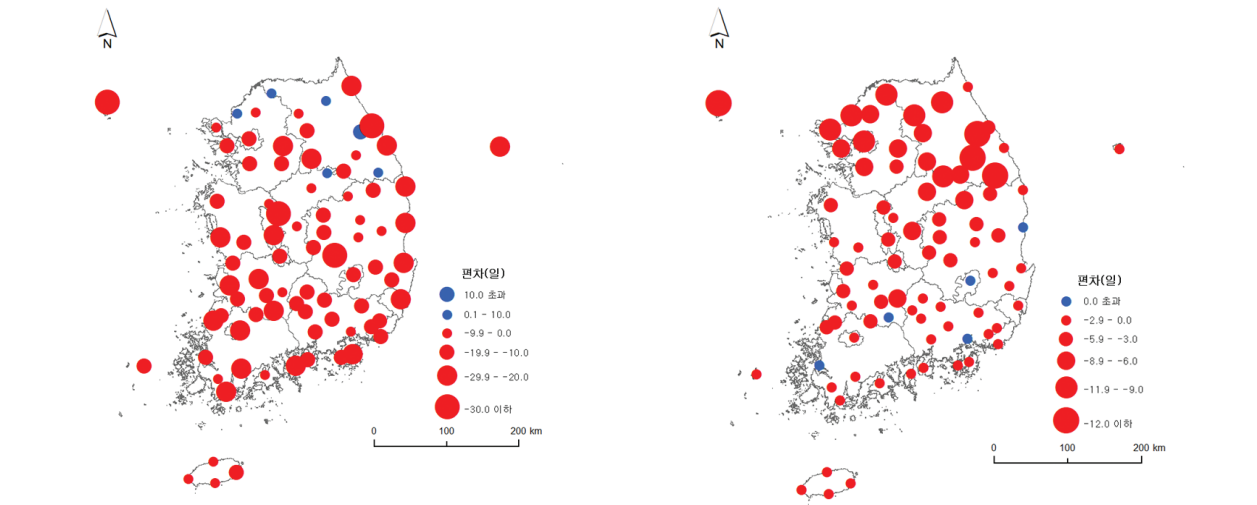 N
편차(일)
10.0 초과
0.1 - 10.0
-9.9 - 0.0
-19.9 - -10.0
-29.9 - -20.0
-30.0 이하
0 100 200 km
N
편차(일)
0.0 초과
-2.9 - 0.0
-5.9 - -3.0
-8.9 - -6.0
-11.9 - -9.0
-12.0 이하
0 100 200 km